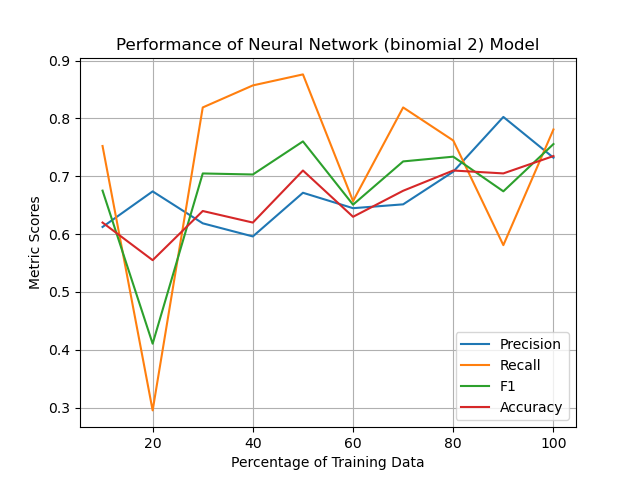 Performance of Neural Network (binomial 2) Model
Metric Scores
0.9
0.8
0.7
0.6
0.5
0.4
0.3
20
40
60
80
100
Percentage of Training Data
Precision
Recall
F1
Accuracy